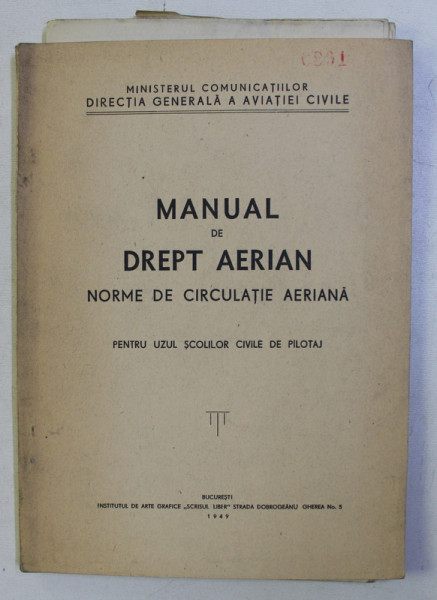 MINISTERUL COMUNICAȚIILOR
DIRECȚIA GENERALĂ A AVIAȚIEI CIVILE
MANUAL
DE
DREPT AERIAN
NORME DE CIRCULAȚIE AERIANĂ
PENTRU UZUL ȘCOLILOR CIVILE DE PILOTAJ
BUCUREȘTI
INSTITUTUL DE ARTE GRAFICE „SCRISUL LIBER" STRADA DOBROGEANU GHEREA No. 5
1949